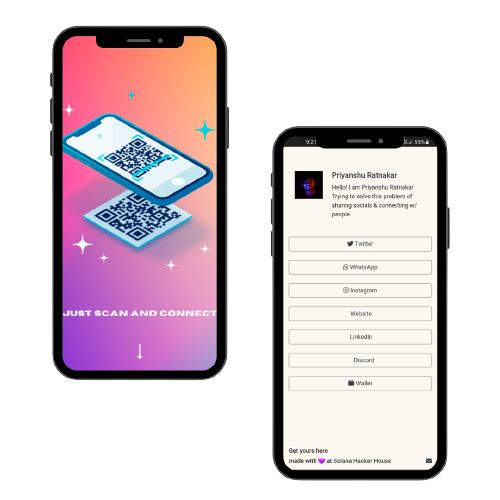 JUST SCAN AND CONNECT
9:21
55%
Priyanshu Ratnakar
Hello! I am Priyanshu Ratnakar
Trying to solve this problem of
sharing socials & connecting w/
people.
Twitter
WhatsApp
Instagram
Website
LinkedIn
Discord
Wallet
Get yours here
made with 💜 at Solana Hacker House